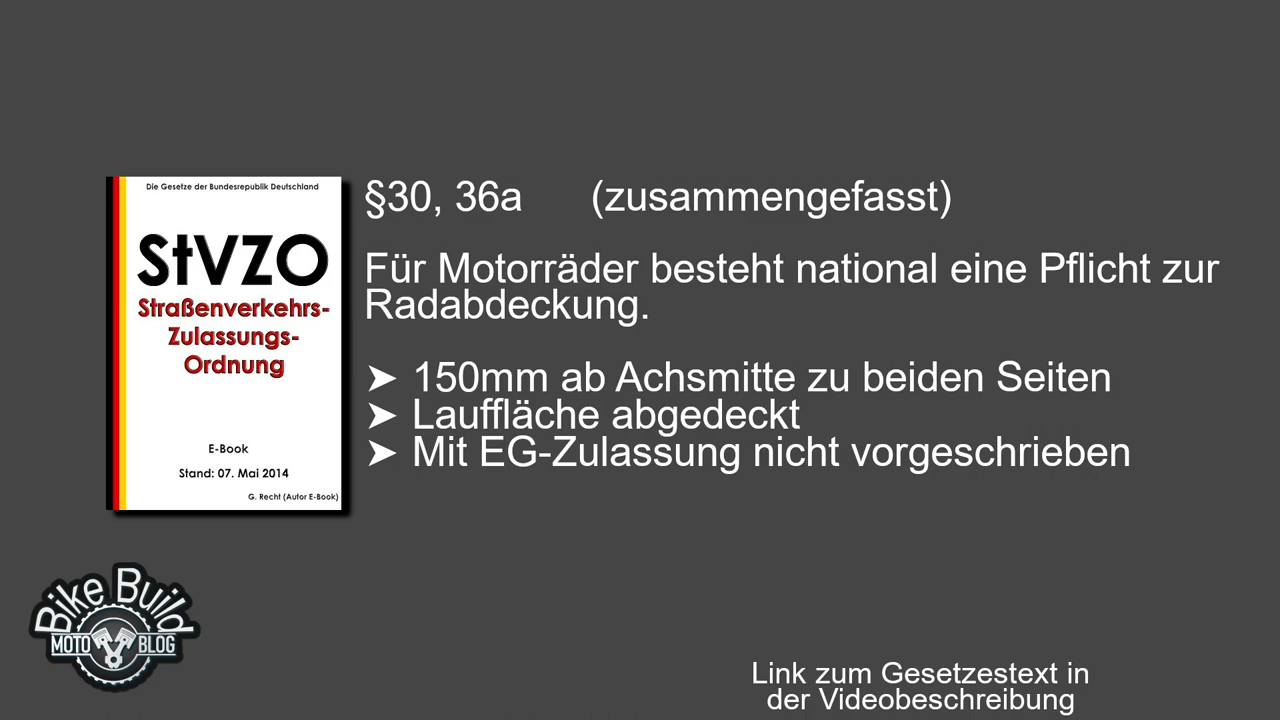 Die Gesetze der Bundesrepublik Deutschland
StVZO
Straßenverkehrs-
Zulassungs-
Ordnung
E-Book
Stand: 07. Mai 2014
G. Recht (Autor E-Book)
§30, 36a (zusammengefasst)
Für Motorräder besteht national eine Pflicht zur
Radabdeckung.
➤ 150mm ab Achsmitte zu beiden Seiten
➤ Lauffläche abgedeckt
➤ Mit EG-Zulassung nicht vorgeschrieben
Bike Build
MOTO BLOG
Link zum Gesetzestext in
der Videobeschreibung